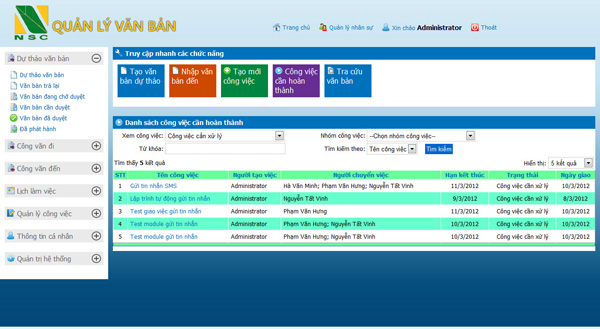 NSC
QUẢN LÝ VĂN BẢN
Trang chủ Quản lý nhân sự Xin chào Administrator Thoát
Dự thảo văn bản
Dự thảo văn bản
Văn bản trả lại
Văn bản đang chờ duyệt
Văn bản cần duyệt
Văn bản đã duyệt
Đã phát hành
Công văn đi
Công văn đến
Lịch làm việc
Quản lý công việc
Thông tin cá nhân
Quản trị hệ thống
Truy cập nhanh các chức năng
Tạo văn bản dự thảo
Nhập văn bản đến
Tạo mới công việc
Công việc cần hoàn thành
Tra cứu văn bản
Danh sách công việc cần hoàn thành
Xem công việc: Công việc cần xử lý Nhóm công việc: --Chọn nhóm công việc--
Từ khóa: Tìm kiếm theo: Tên công việc Tìm kiếm
Tìm thấy 5 kết quả Hiển thị: 5 kết quả
STT Tên công việc Người tạo việc Người chuyển việc Hạn kết thúc Trạng thái Ngày giao
1 Gửi tin nhắn SMS Administrator Hà Văn Minh; Phạm Văn Hưng; Nguyễn Tất Vinh 11/3/2012 Công việc cần xử lý 10/3/2012
2 Lập trình tự động gửi tin nhắn Administrator Nguyễn Tất Vinh 9/3/2012 Công việc cần xử lý 8/3/2012
3 Test giao việc gửi tin nhắn Administrator Phạm Văn Hưng 11/3/2012 Công việc cần xử lý 10/3/2012
4 Test module gửi tin nhắn Administrator Phạm Văn Hưng; Nguyễn Tất Vinh 10/3/2012 Công việc cần xử lý 10/3/2012
5 Test module gửi tin nhắn Administrator Phạm Văn Hưng; Nguyễn Tất Vinh 10/3/2012 Công việc cần xử lý 10/3/2012